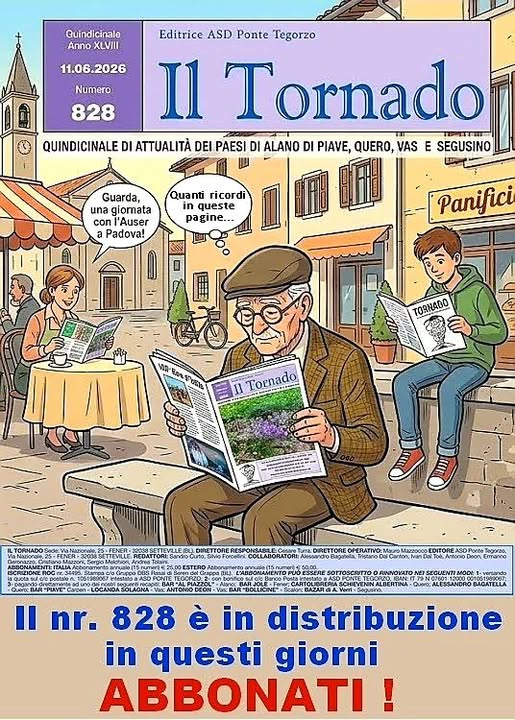 Quindicinale
Anno XLVIII
11.06.2026
Numero
828
Editrice ASD Ponte Tegorzo
Il Tornado
QUINDICINALE DI ATTUALITÀ DEI PAESI DI ALANO DI PIAVE, QUERO, VAS E SEGUSINO
Guarda,
una giornata
con l'Auser
a Padova!
Quanti ricordi
in queste
pagine...
Panifici
TORNADO
Il Tornado
IL TORNADO Sede: Via Nazionale, 25 - FENER - 32038 SETTEVILLE (BL). DIRETTORE RESPONSABILE: Cesare Turra. DIRETTORE OPERATIVO: Mauro Mazzocco EDITORE ASD Ponte Tegorzo,
Via Nazionale, 25 - FENER - 32038 SETTEVILLE. REDATTORI: Sandro Curto, Silvio Forcellini. COLLABORATORI: Alessandro Bagatella, Tristano Dal Canton, Ivan Dal Toè, Antonio Deon, Ermanno
Geronazzo, Cristiano Mazzoni, Sergio Melchiori, Andrea Tolaini.
ABBONAMENTI: ITALIA Abbonamento annuale (15 numeri) € 25,00 ESTERO Abbonamento annuale (15 numeri) € 50,00.
ISCRIZIONE ROC nr. 34495. Stampa c/o Gruppo DBS Rasai di Seren del Grappa (BL). L'ABBONAMENTO PUÒ ESSERE SOTTOSCRITTO O RINNOVATO NEI SEGUENTI MODI: 1- versando
la quota sul c/c postale n. 1051989067 intestato a ASD PONTE TEGORZO; 2- con bonifico sul c/c Banco Posta intestato a ASD PONTE TEGORZO, IBAN: IT 79 N 07601 12000 001051989067;
3- pagando direttamente ad uno dei seguenti recapiti: BAR "AL PIAZZOL" - Alano; BAR JOLE - Fener; CARTOLIBRERIA SCHIEVENIN ALBERTINA - Quero; ALESSANDRO BAGATELLA
Quero; BAR "PIAVE" Carpen - LOCANDA SOLAGNA - Vas; ANTONIO DEON - Vas; BAR "BOLLICINE" - Scalon; BAZAR di A. Verri - Segusino.
Il nr. 828 è in distribuzione
in questi giorni
ABBONATI !